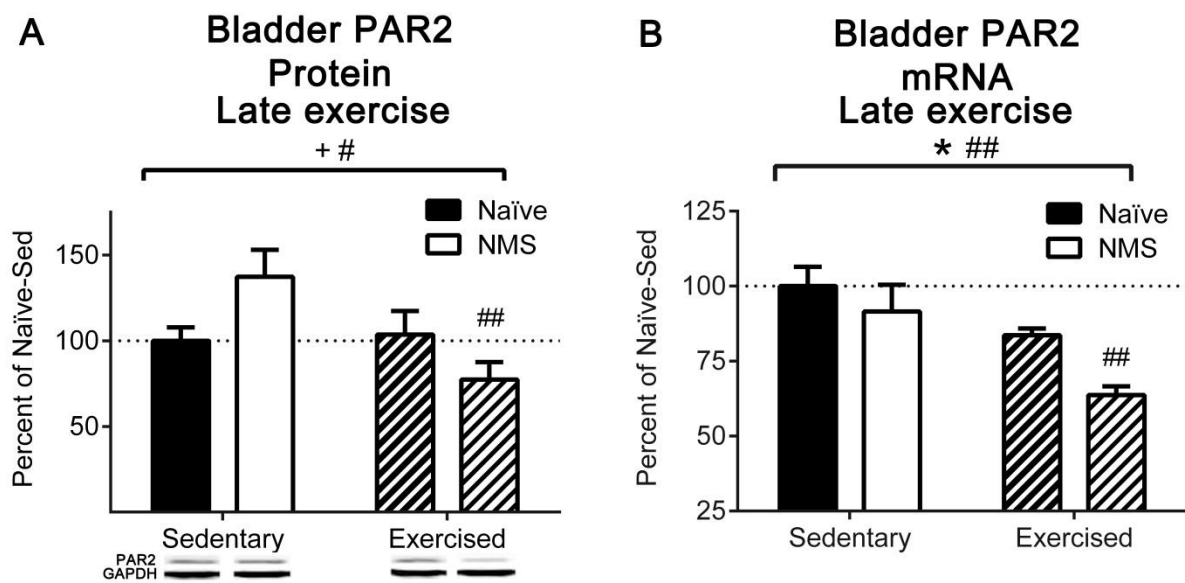 A
Bladder PAR2
Protein
Late exercise
+ #
Naïve
NMS
Percent of Naïve-Sed
150
100
50
##
Sedentary
Exercised
PAR2
GAPDH
B
Bladder PAR2
mRNA
Late exercise
* ##
Naïve
NMS
Percent of Naïve-Sed
125
100
75
50
25
##
Sedentary
Exercised